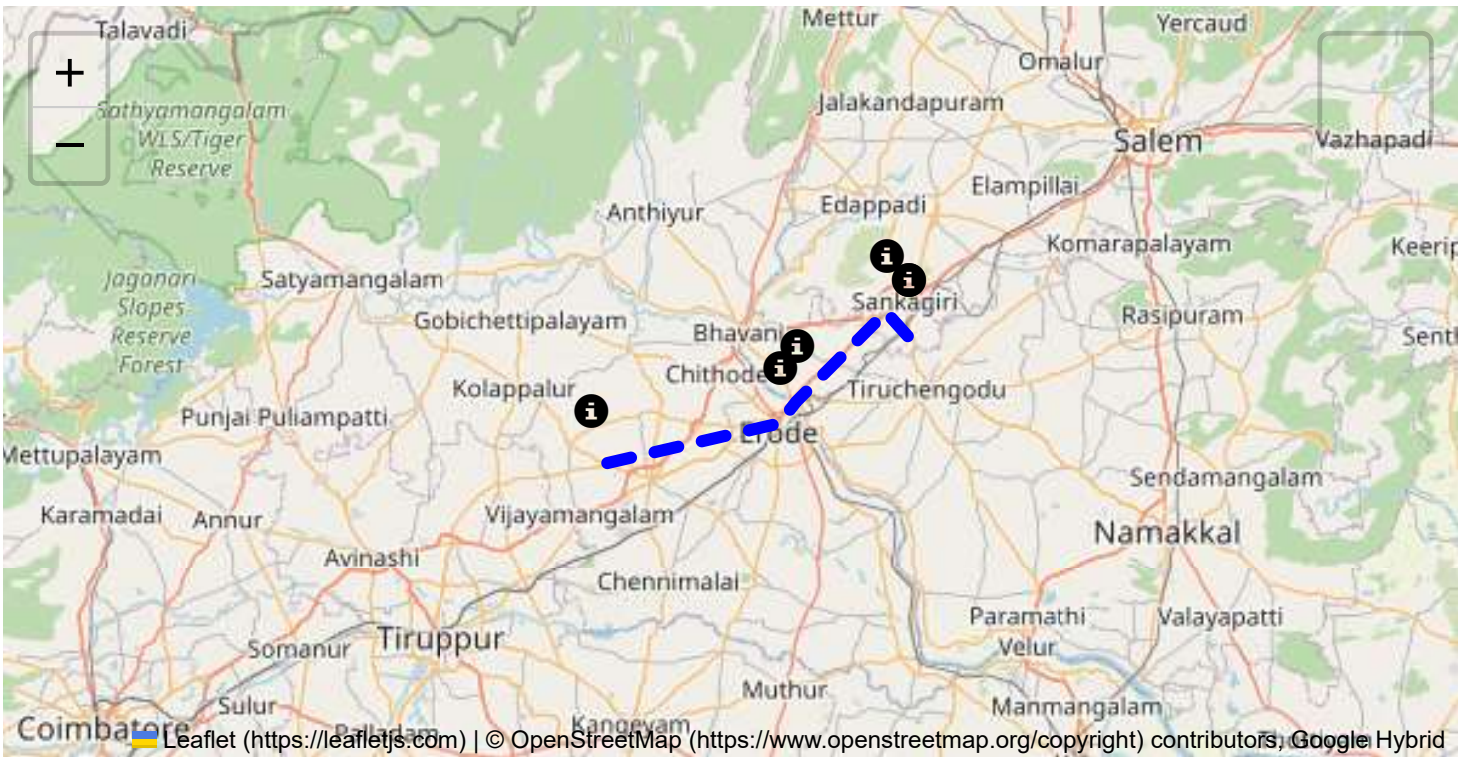 Talavadi
Mettur
Yercaud
+
Omalur
Sathyamangalam
WLS/Tiger
Reserve
Jalakandapuram
−
Salem
Vazhapadi
Elampillai
Anthiyur
Edappadi
Komarapalayam
i
Jaganari
Slopes
Reserve
Forest
Satyamangalam
i
Sankagiri
Gobichettipalayam
Rasipuram
Bhavani
i
Chithode
i
Kolappalur
Tiruchengodu
i
Punjai Puliampatti
Erode
Mettupalayam
Sendamangalam
Karamadai
Annur
Vijayamangalam
Namakkal
Avinashi
Chennimalai
Paramathi
Velur
Valayapatti
Tiruppur
Somanur
Muthur
Sulur
Manmangalam
Coimbatore
Palladam
Kangeyam
Leaflet (https://leafletjs.com) | © OpenStreetMap (https://www.openstreetmap.org/copyright) contributors, Google Hybrid